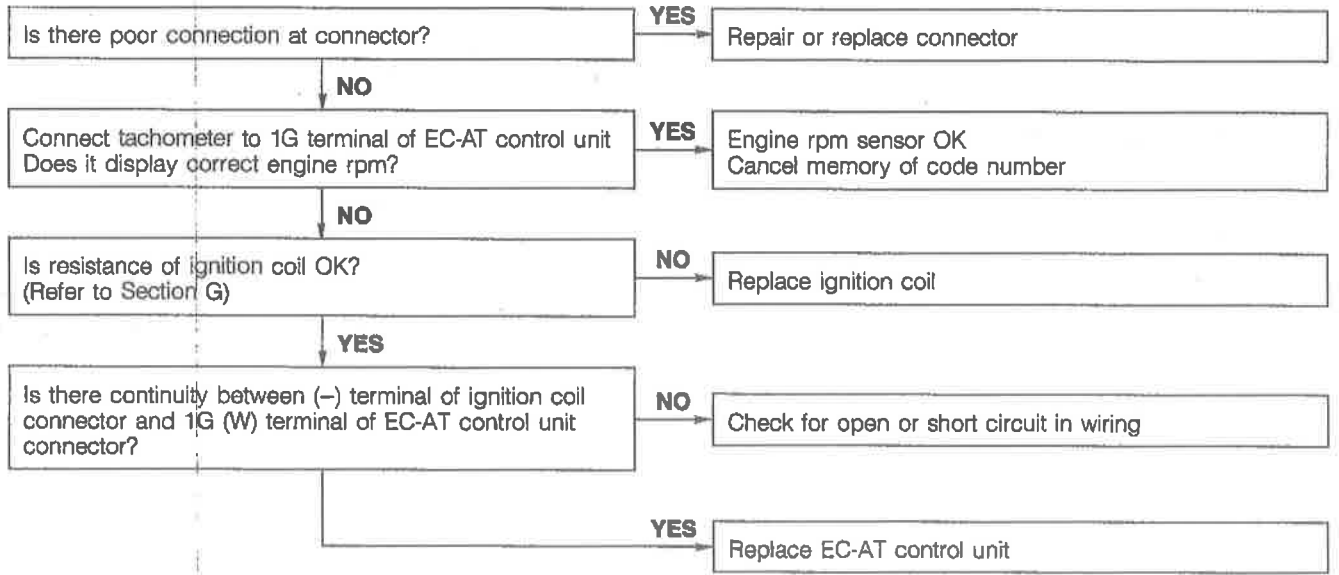 Is there poor connection at connector?
YES
Repair or replace connector
NO
Connect tachometer to 1G terminal of EC-AT control unit
Does it display correct engine rpm?
YES
Engine rpm sensor OK
Cancel memory of code number
NO
Is resistance of ignition coil OK?
(Refer to Section G)
NO
Replace ignition coil
YES
Is there continuity between (–) terminal of ignition coil
connector and 1G (W) terminal of EC-AT control unit
connector?
NO
Check for open or short circuit in wiring
YES
Replace EC-AT control unit